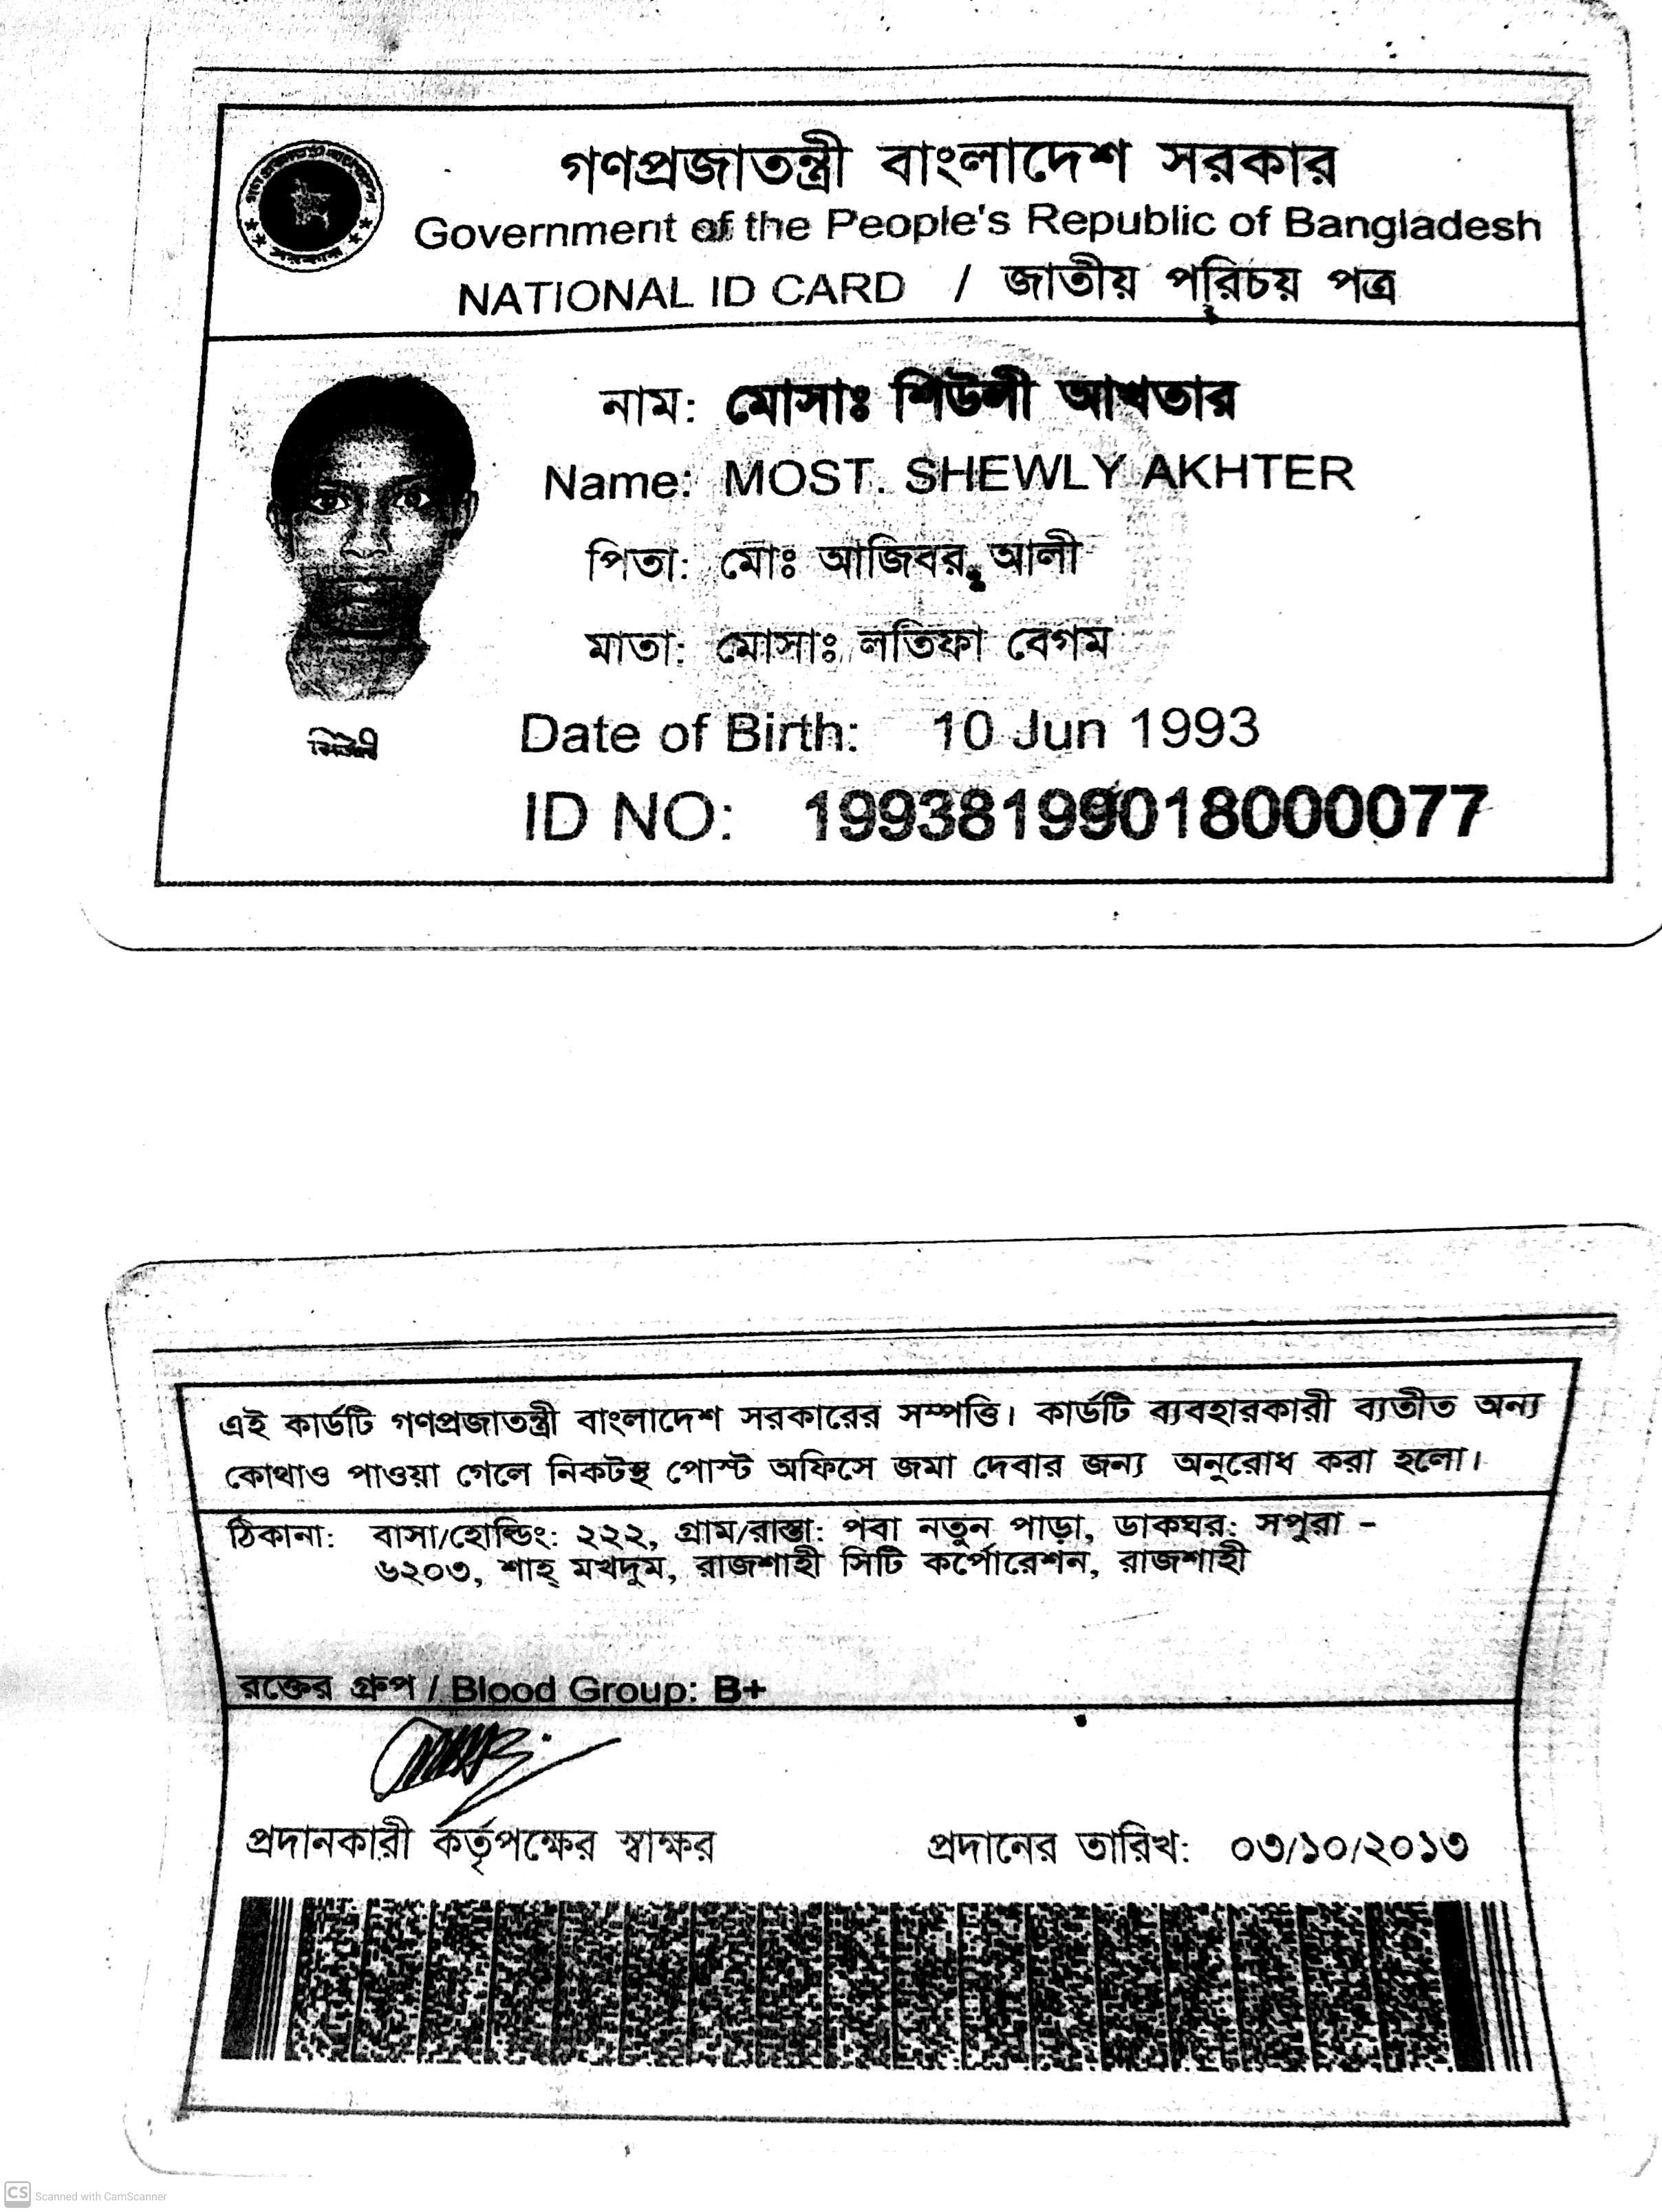 গণপ্রজাতন্ত্রী বাংলাদেশ সরকার
Government of the People's Republic of Bangladesh
NATIONAL ID CARD / জাতীয় পরিচয় পত্র
নাম: মোসাঃ শিউলী আখতার
Name: MOST. SHEWLY AKHTER
পিতা: মোঃ আজিবর আলী
মাতা: মোসাঃ লতিফা বেগম
শিউলী
Date of Birth: 10 Jun 1993
ID NO: 19938199018000077
এই কার্ডটি গণপ্রজাতন্ত্রী বাংলাদেশ সরকারের সম্পত্তি। কার্ডটি ব্যবহারকারী ব্যতীত অন্য
কোথাও পাওয়া গেলে নিকটস্থ পোস্ট অফিসে জমা দেবার জন্য অনুরোধ করা হলো।
ঠিকানা: বাসা/হোল্ডিং: ২২২, গ্রাম/রাস্তা: পবা নতুন পাড়া, ডাকঘর: সপুরা -
৬২০৩, শাহ্ মখদুম, রাজশাহী সিটি কর্পোরেশন, রাজশাহী
রক্তের গ্রুপ / Blood Group: B+
প্রদানকারী কর্তৃপক্ষের স্বাক্ষর প্রদানের তারিখ: ০৩/১০/২০১৩
CS Scanned with CamScanner